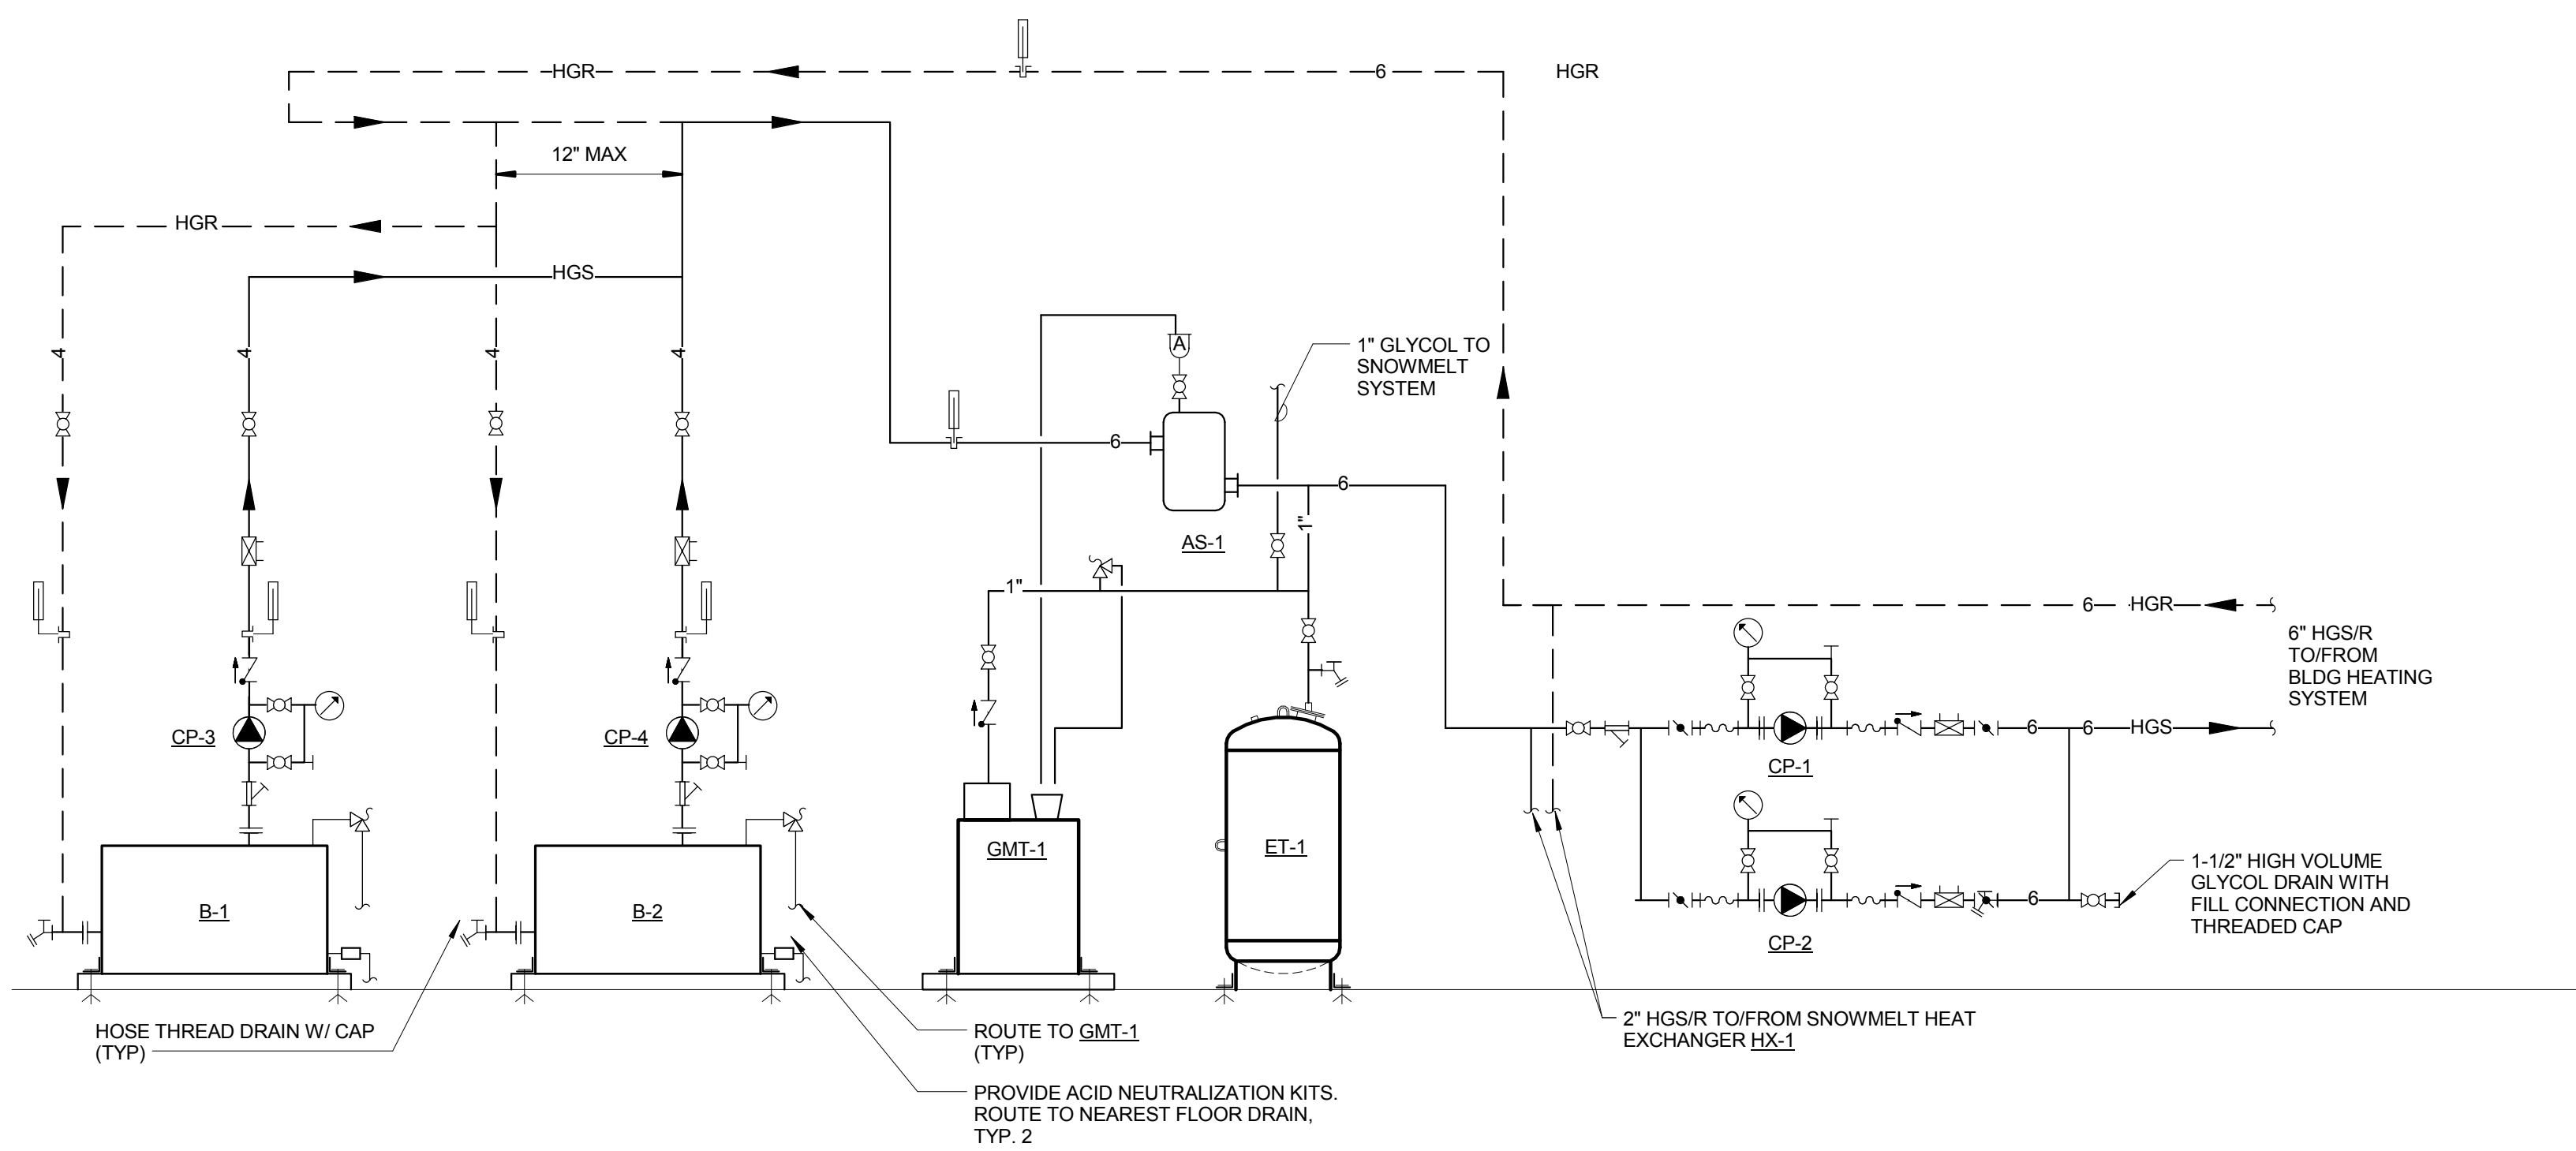 HGR
6
HGR
12" MAX
HGR
HGS
4
4
4
4
A
1" GLYCOL TO
SNOWMELT
SYSTEM
6
6
1"
AS-1
1"
6
HGR
6" HGS/R
TO/FROM
BLDG HEATING
SYSTEM
CP-3
CP-4
6
6
HGS
CP-1
GMT-1
ET-1
1-1/2" HIGH VOLUME
GLYCOL DRAIN WITH
FILL CONNECTION AND
THREADED CAP
B-1
B-2
6
CP-2
HOSE THREAD DRAIN W/ CAP
(TYP)
ROUTE TO GMT-1
(TYP)
2" HGS/R TO/FROM SNOWMELT HEAT
EXCHANGER HX-1
PROVIDE ACID NEUTRALIZATION KITS.
ROUTE TO NEAREST FLOOR DRAIN,
TYP. 2